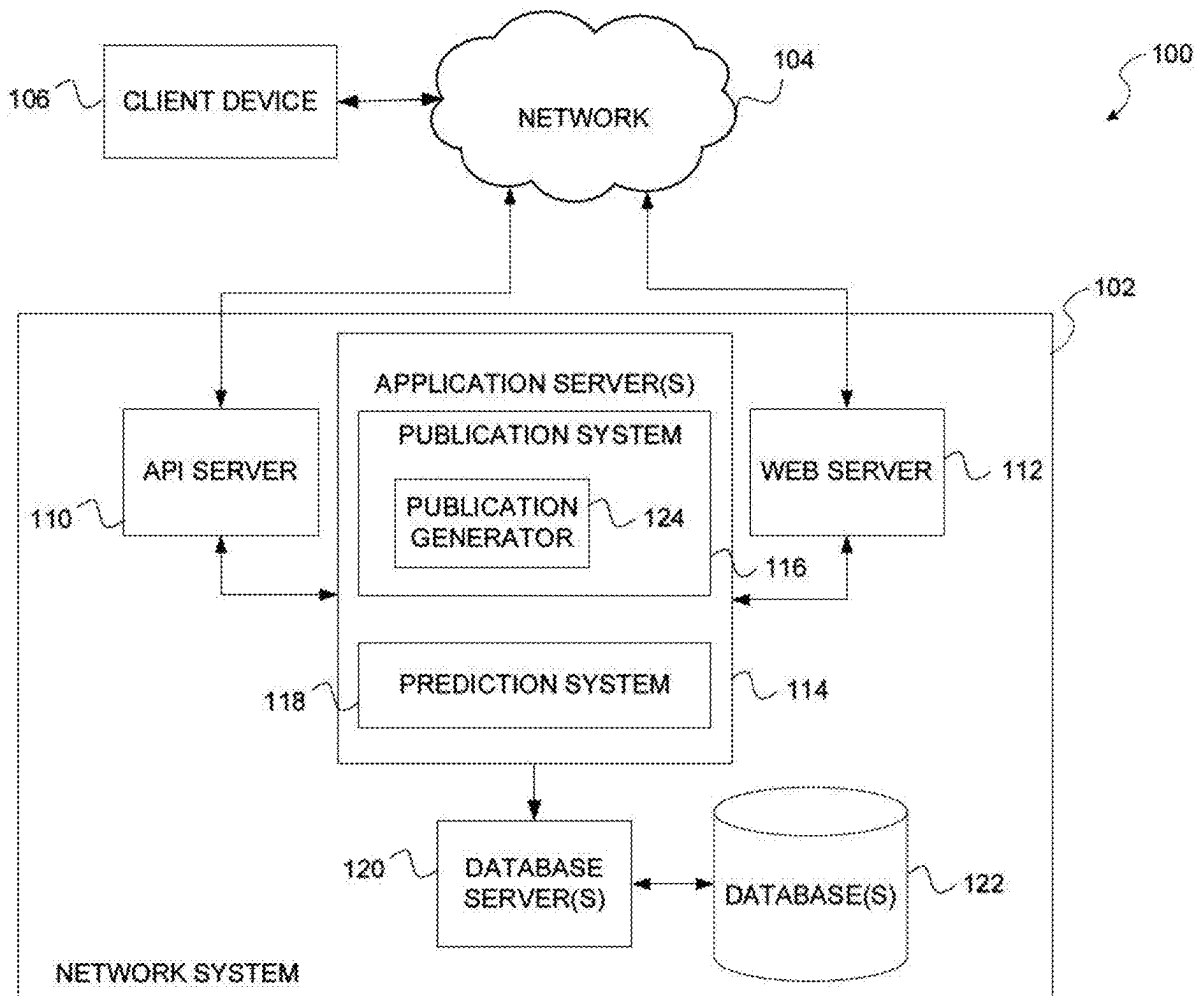 100
104
106
CLIENT DEVICE
NETWORK
102
APPLICATION SERVER(S)
PUBLICATION SYSTEM
API SERVER
WEB SERVER
112
110
PUBLICATION
GENERATOR
124
116
PREDICTION SYSTEM
118
114
120
DATABASE
SERVER(S)
DATABASE(S)
122
NETWORK SYSTEM